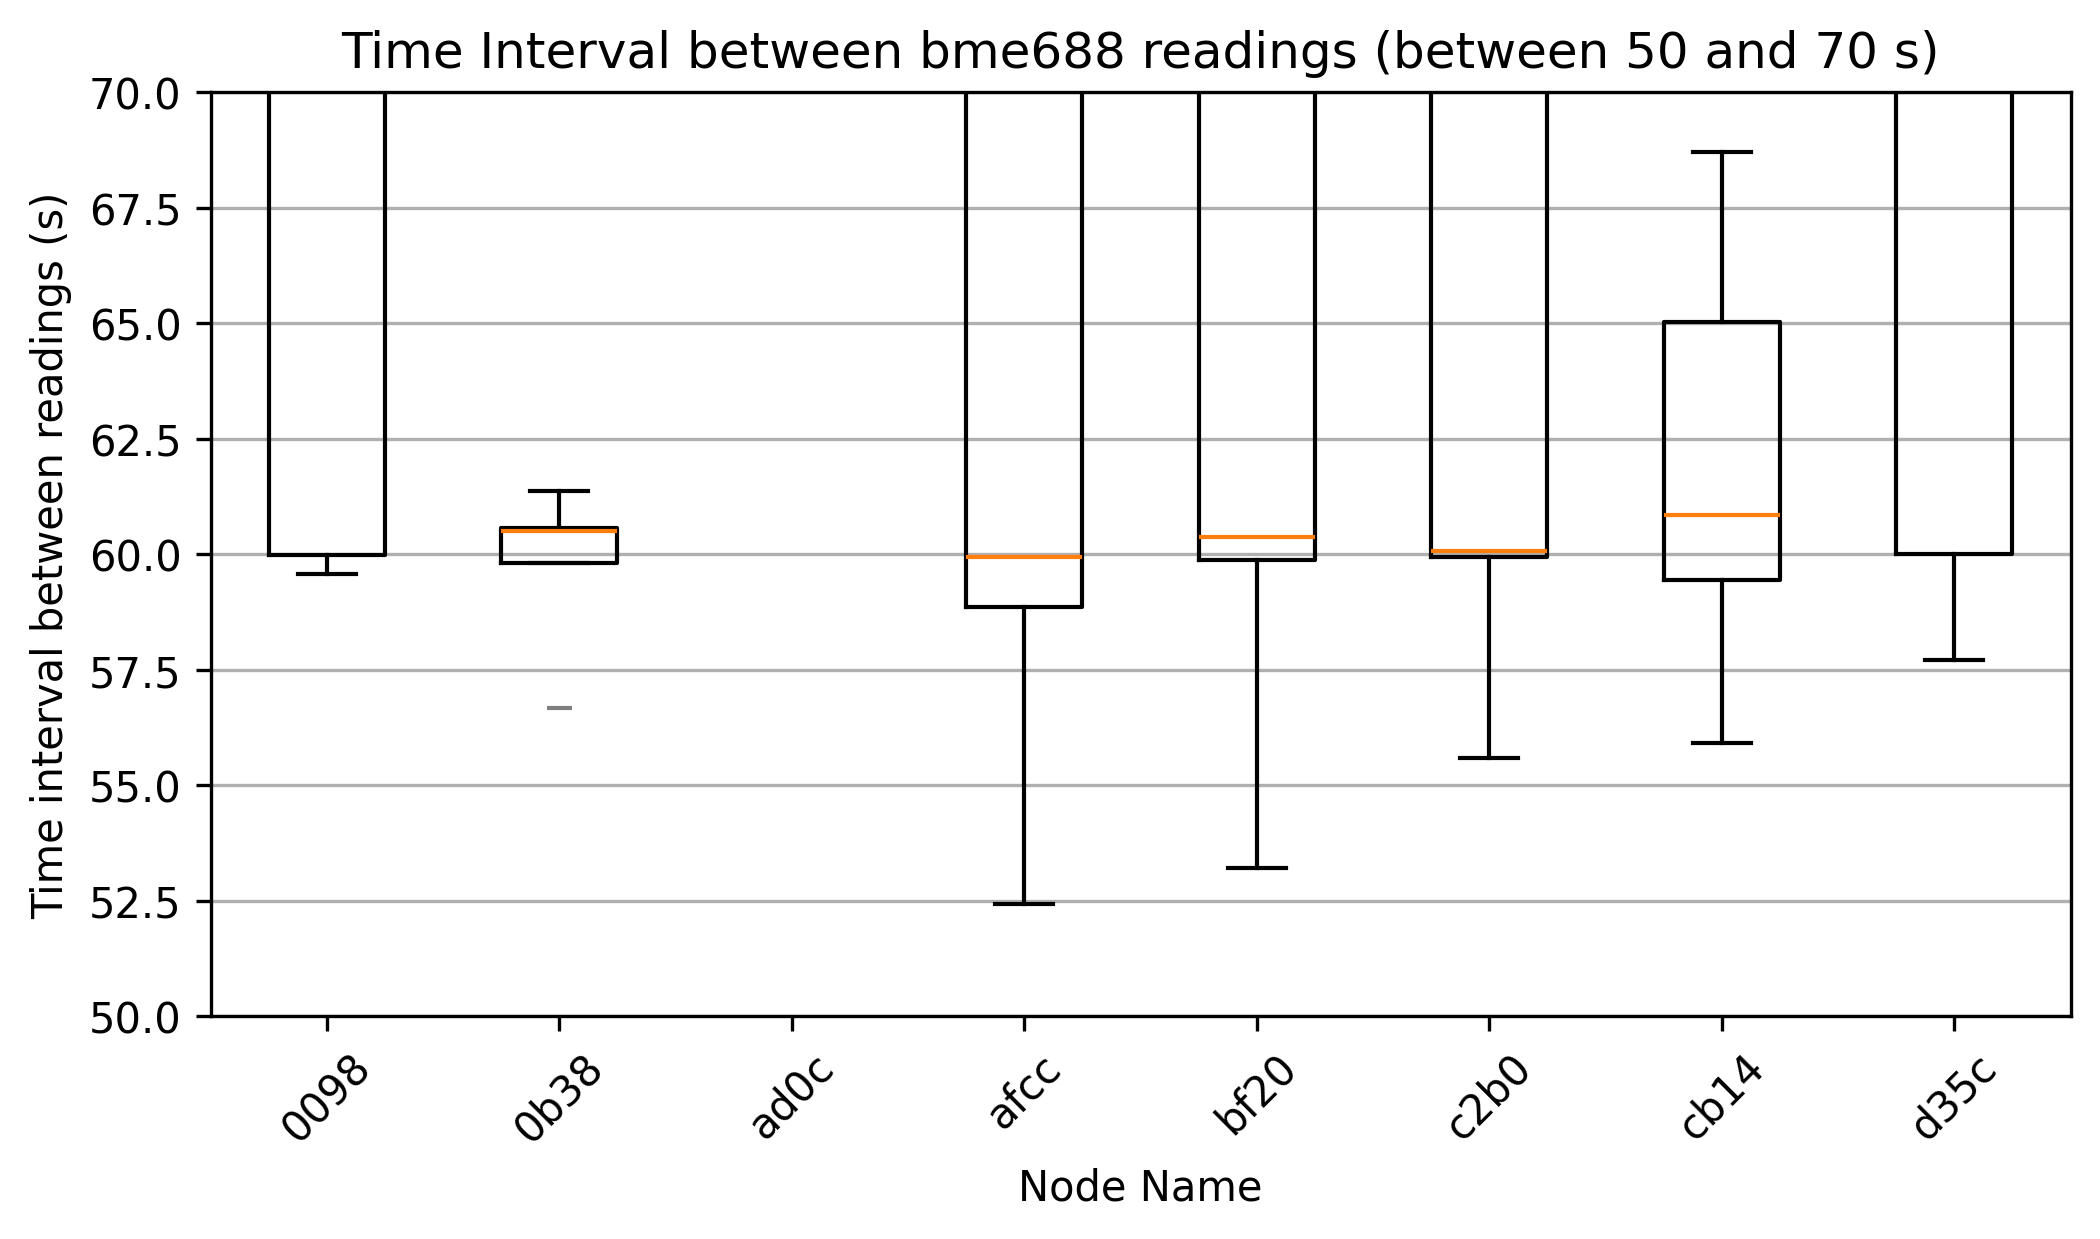 Time Interval between bme688 readings (between 50 and 70 s)
Time interval between readings (s)
70.0
67.5
65.0
62.5
60.0
57.5
55.0
52.5
50.0
0098
0b38
ad0c
afcc
bf20
c2b0
cb14
d35c
Node Name